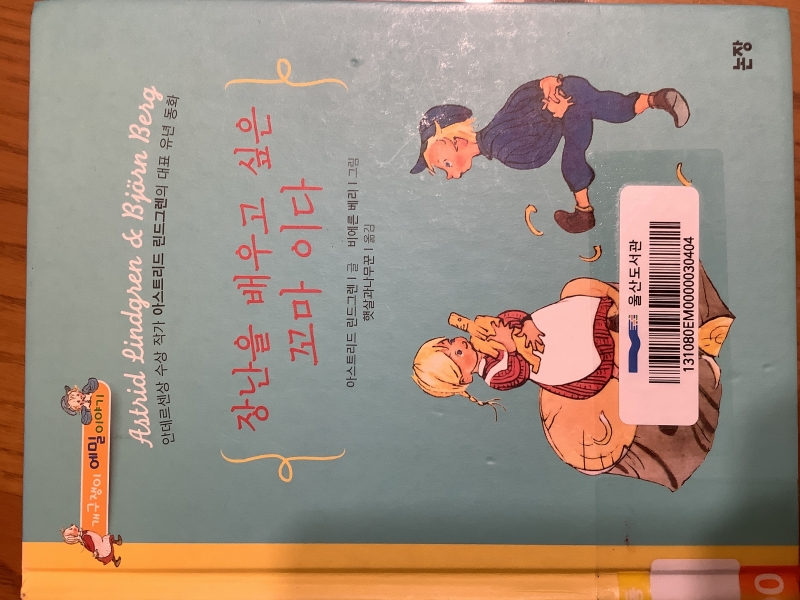 개구쟁이 에밀 이야기
Astrid Lindgren & Björn Berg
안데르센상 수상 작가 아스트리드 린드그렌의 대표 유년 동화
장난을 배우고 싶은
꼬마 이다
아스트리드 린드그렌 | 글 비에른 베리 | 그림
햇살과나무꾼 | 옮김
울산도서관
131080EM0000030404
논장
0